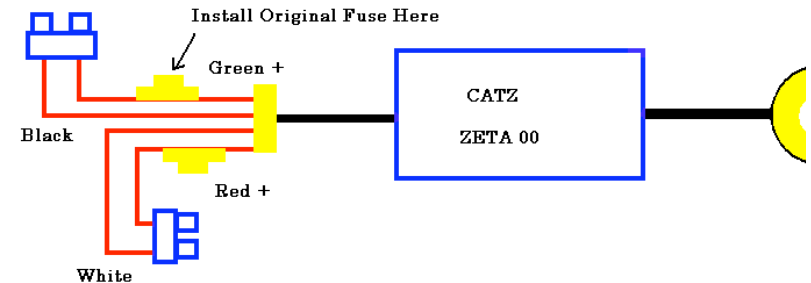 Install Original Fuse Here
Green +
CATZ
Black
ZETA 00
Red +
White